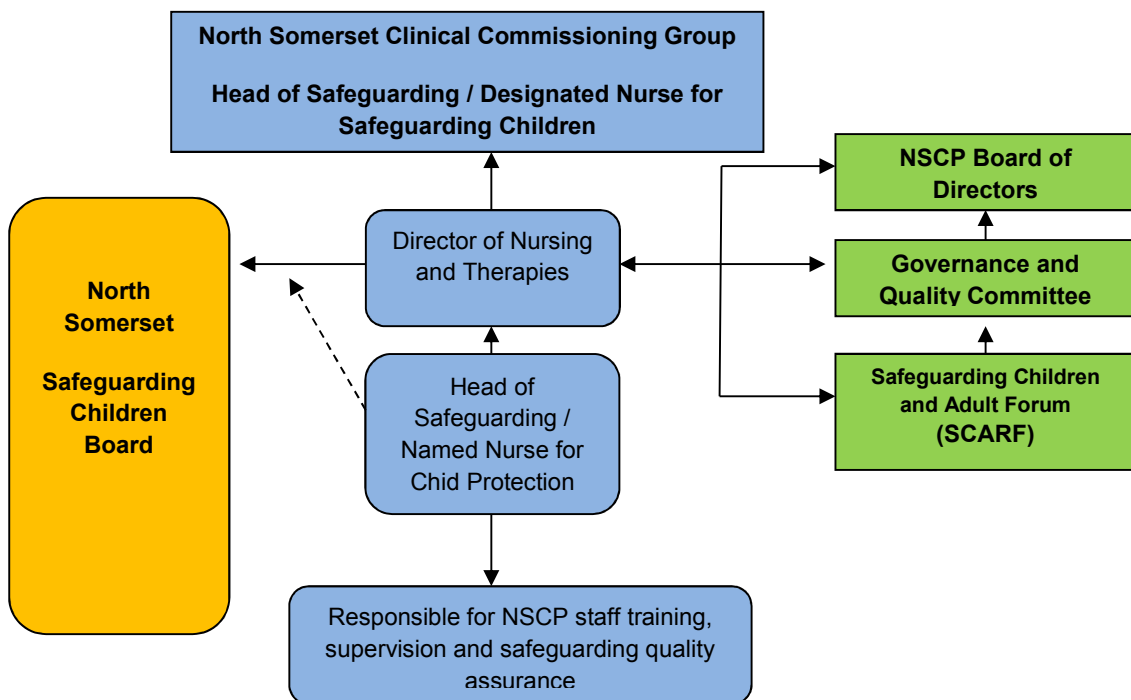 North Somerset Clinical Commissioning Group
Head of Safeguarding / Designated Nurse for
Safeguarding Children
NSCP Board of
Directors
Director of Nursing
and Therapies
Governance and
Quality Committee
North
Somerset
Safeguarding
Children
Board
Head of
Safeguarding /
Named Nurse for
Chid Protection
Safeguarding Children
and Adult Forum
(SCARF)
Responsible for NSCP staff training,
supervision and safeguarding quality
assurance